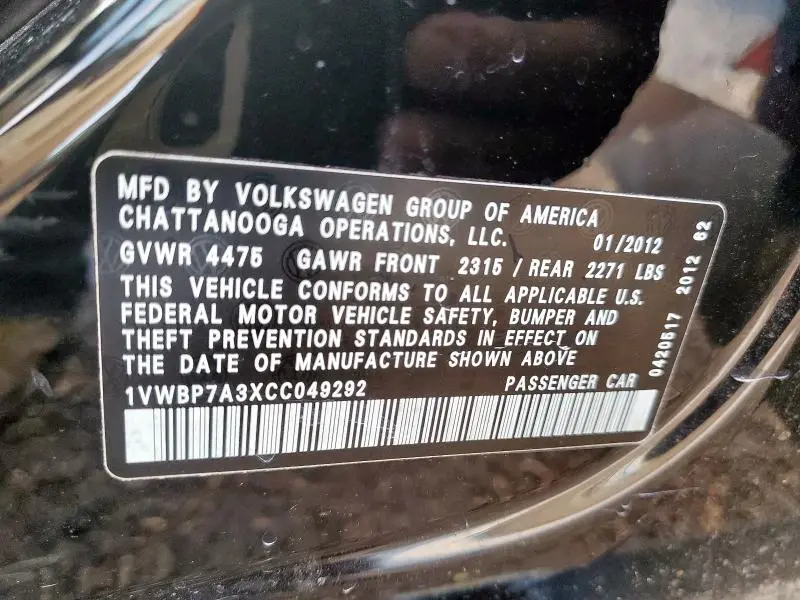 MFD BY VOLKSWAGEN GROUP OF AMERICA
CHATTANOOGA OPERATIONS, LLC. 01/2012
GVWR 4475 GAWR FRONT 2315 / REAR 2271 LBS
THIS VEHICLE CONFORMS TO ALL APPLICABLE U.S.
FEDERAL MOTOR VEHICLE SAFETY, BUMPER AND
THEFT PREVENTION STANDARDS IN EFFECT ON
THE DATE OF MANUFACTURE SHOWN ABOVE
1VWBP7A3XCC049292 PASSENGER CAR
0420617 2012 62